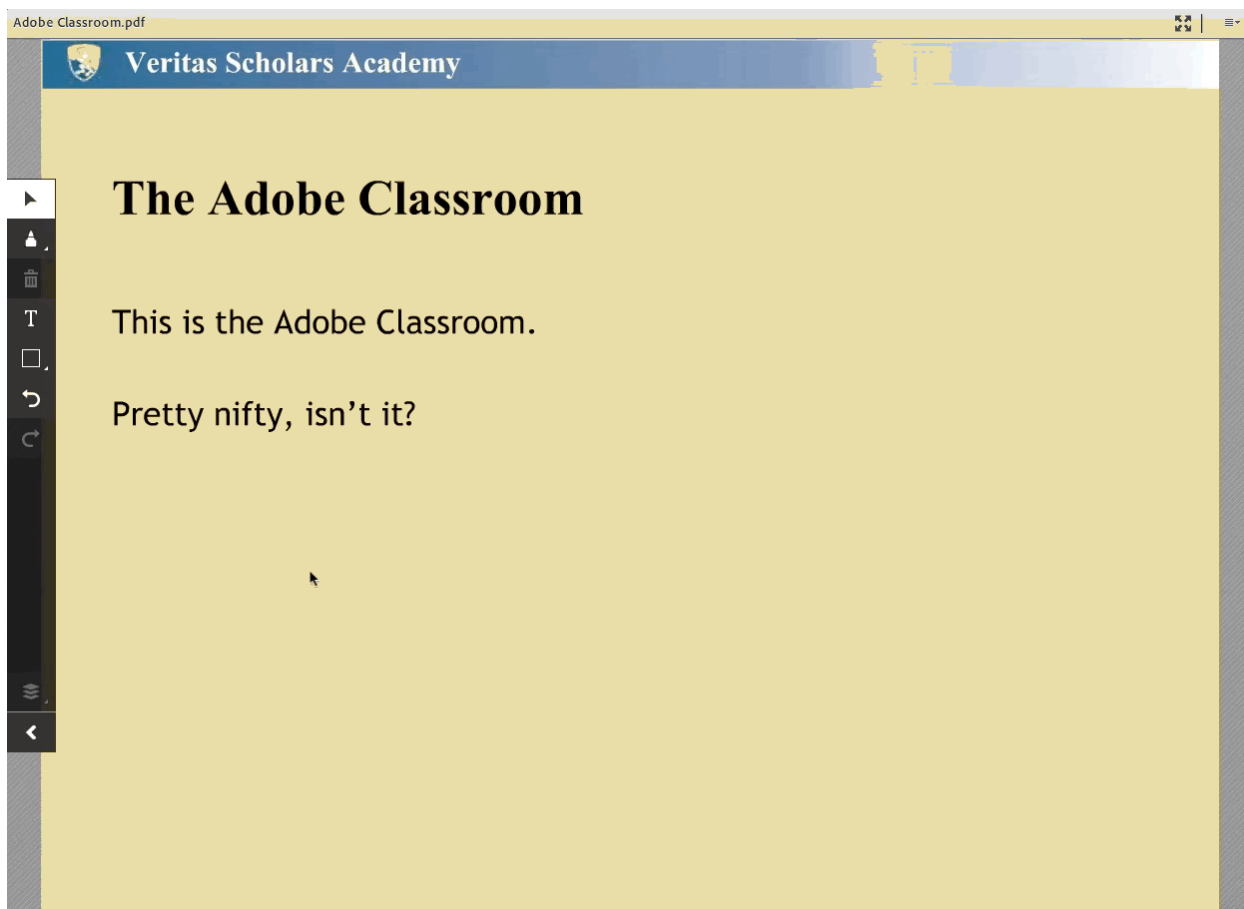 Adobe Classroom.pdf
Veritas Scholars Academy
The Adobe Classroom
This is the Adobe Classroom.
Pretty nifty, isn’t it?
T